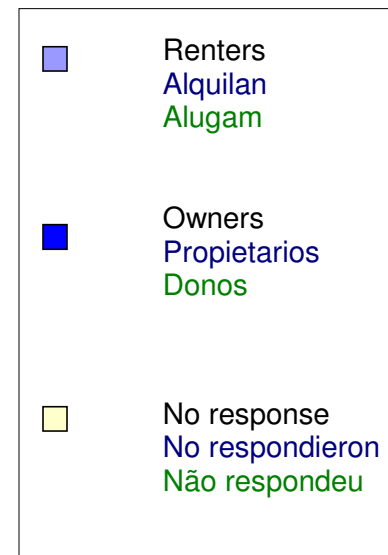 Renters
Alquilan
Alugam
Owners
Propietarios
Donos
No response
No respondieron
Não respondeu